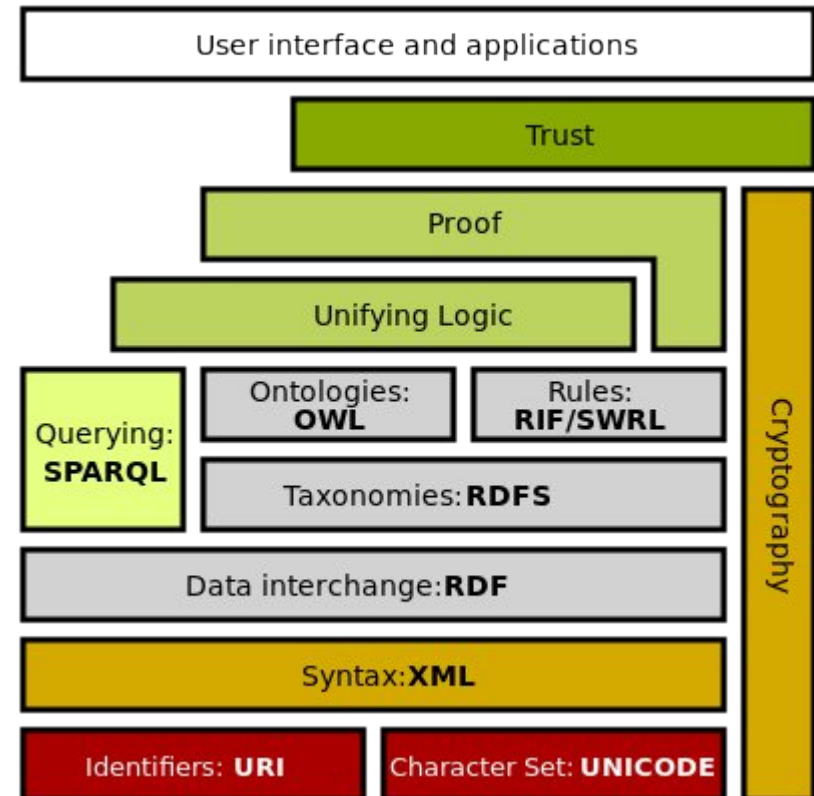 User interface and applications
Trust
Proof
Unifying Logic
Querying:
SPARQL
Ontologies:
OWL
Rules:
RIF/SWRL
Taxonomies:RDFS
Data interchange:RDF
Syntax:XML
Identifiers: URI
Character Set: UNICODE
Cryptography